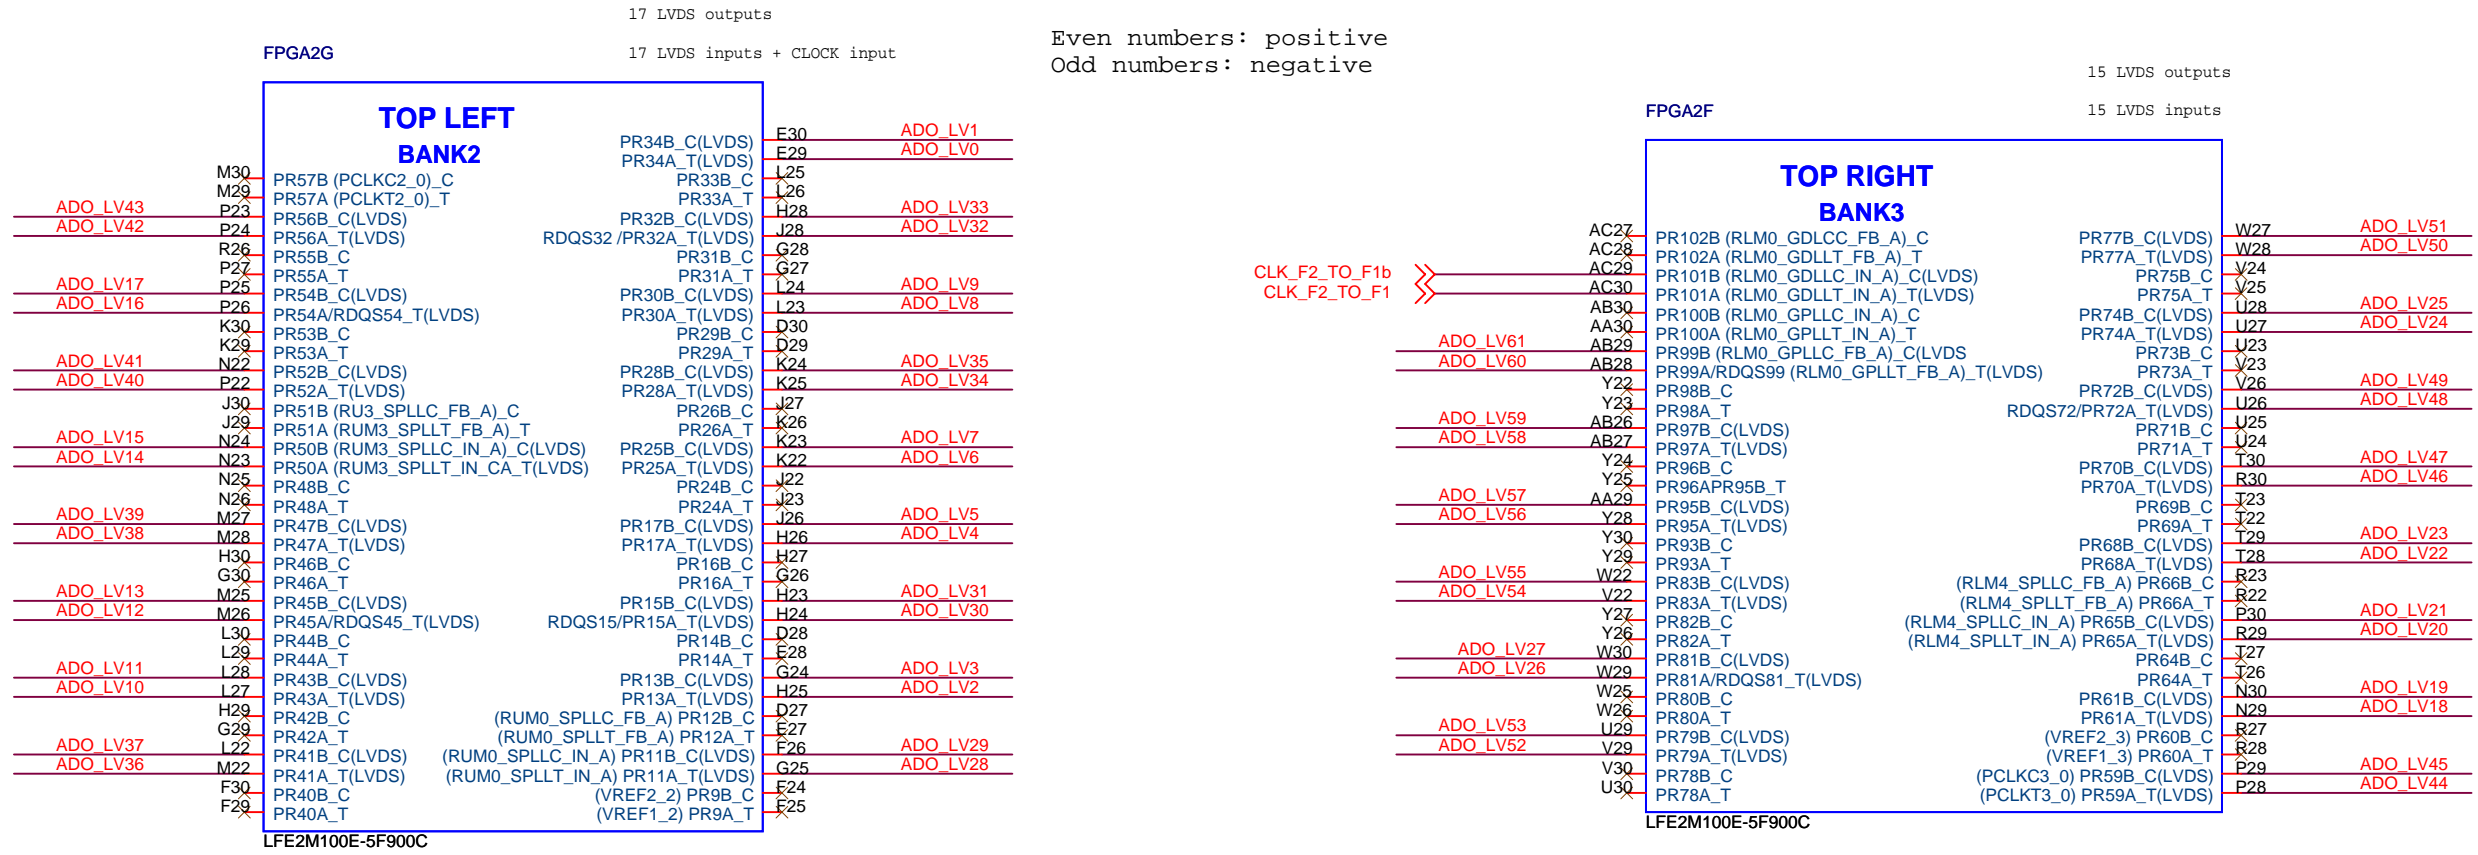 17 LVDS outputs
17 LVDS inputs + CLOCK input
Even numbers: positive
Odd numbers: negative
15 LVDS outputs
15 LVDS inputs
FPGA2G
TOP LEFT
BANK2
M30 PR57B (PCLKC2_0)_C
M29 PR57A (PCLKT2_0)_T
ADO_LV43 P23 PR56B_C(LVDS)
ADO_LV42 P24 PR56A_T(LVDS)
R26 PR55B_C
P27 PR55A_T
ADO_LV17 P25 PR54B_C(LVDS)
ADO_LV16 P26 PR54A/RDQS54_T(LVDS)
K30 PR53B_C
K29 PR53A_T
ADO_LV41 N22 PR52B_C(LVDS)
ADO_LV40 P22 PR52A_T(LVDS)
J30 PR51B (RU3_SPLLC_FB_A)_C
J29 PR51A (RUM3_SPLLT_FB_A)_T
ADO_LV15 N24 PR50B (RUM3_SPLLC_IN_A)_C(LVDS)
ADO_LV14 N23 PR50A (RUM3_SPLLT_IN_CA_T(LVDS)
N25 PR48B_C
N26 PR48A_T
ADO_LV39 M27 PR47B_C(LVDS)
ADO_LV38 M28 PR47A_T(LVDS)
H30 PR46B_C
G30 PR46A_T
ADO_LV13 M25 PR45B_C(LVDS)
ADO_LV12 M26 PR45A/RDQS45_T(LVDS)
L30 PR44B_C
L29 PR44A_T
ADO_LV11 L28 PR43B_C(LVDS)
ADO_LV10 L27 PR43A_T(LVDS)
H29 PR42B_C
G29 PR42A_T
ADO_LV37 L22 PR41B_C(LVDS)
ADO_LV36 M22 PR41A_T(LVDS)
F30 PR40B_C
F29 PR40A_T
PR34B_C(LVDS) E30 ADO_LV1
PR34A_T(LVDS) E29 ADO_LV0
PR33B_C L25
PR33A_T L26
PR32B_C(LVDS) H28 ADO_LV33
RDQS32 /PR32A_T(LVDS) J28 ADO_LV32
PR31B_C G28
PR31A_T G27
PR30B_C(LVDS) L24 ADO_LV9
PR30A_T(LVDS) L23 ADO_LV8
PR29B_C D30
PR29A_T D29
PR28B_C(LVDS) K24 ADO_LV35
PR28A_T(LVDS) K25 ADO_LV34
PR26B_C J27
PR26A_T K26
PR25B_C(LVDS) K23 ADO_LV7
PR25A_T(LVDS) K22 ADO_LV6
PR24B_C J22
PR24A_T J23
PR17B_C(LVDS) J26 ADO_LV5
PR17A_T(LVDS) H26 ADO_LV4
PR16B_C H27
PR16A_T G26
PR15B_C(LVDS) H23 ADO_LV31
RDQS15/PR15A_T(LVDS) H24 ADO_LV30
PR14B_C D28
PR14A_T E28
PR13B_C(LVDS) G24 ADO_LV3
PR13A_T(LVDS) H25 ADO_LV2
(RUM0_SPLLC_FB_A) PR12B_C D27
(RUM0_SPLLT_FB_A) PR12A_T E27
(RUM0_SPLLC_IN_A) PR11B_C(LVDS) F26 ADO_LV29
(RUM0_SPLLT_IN_A) PR11A_T(LVDS) G25 ADO_LV28
(VREF2_2) PR9B_C F24
(VREF1_2) PR9A_T F25
LFE2M100E-5F900C
FPGA2F
TOP RIGHT
BANK3
AC27 PR102B (RLM0_GDLCC_FB_A)_C
AC28 PR102A (RLM0_GDLLT_FB_A)_T
CLK_F2_TO_F1b AC29 PR101B (RLM0_GDLLC_IN_A)_C(LVDS)
CLK_F2_TO_F1 AC30 PR101A (RLM0_GDLLT_IN_A)_T(LVDS)
AB30 PR100B (RLM0_GPLLC_IN_A)_C
AA30 PR100A (RLM0_GPLLT_IN_A)_T
ADO_LV61 AB29 PR99B (RLM0_GPLLC_FB_A)_C(LVDS
ADO_LV60 AB28 PR99A/RDQS99 (RLM0_GPLLT_FB_A)_T(LVDS)
Y22 PR98B_C
Y23 PR98A_T
ADO_LV59 AB26 PR97B_C(LVDS)
ADO_LV58 AB27 PR97A_T(LVDS)
Y24 PR96B_C
Y25 PR96APR95B_T
ADO_LV57 AA29 PR95B_C(LVDS)
ADO_LV56 Y28 PR95A_T(LVDS)
Y30 PR93B_C
Y29 PR93A_T
ADO_LV55 W22 PR83B_C(LVDS)
ADO_LV54 V22 PR83A_T(LVDS)
Y27 PR82B_C
Y26 PR82A_T
ADO_LV27 W30 PR81B_C(LVDS)
ADO_LV26 W29 PR81A/RDQS81_T(LVDS)
W25 PR80B_C
W26 PR80A_T
ADO_LV53 U29 PR79B_C(LVDS)
ADO_LV52 V29 PR79A_T(LVDS)
V30 PR78B_C
U30 PR78A_T
PR77B_C(LVDS) W27 ADO_LV51
PR77A_T(LVDS) W28 ADO_LV50
PR75B_C V24
PR75A_T V25
PR74B_C(LVDS) U28 ADO_LV25
PR74A_T(LVDS) U27 ADO_LV24
PR73B_C U23
PR73A_T V23
PR72B_C(LVDS) V26 ADO_LV49
RDQS72/PR72A_T(LVDS) U26 ADO_LV48
PR71B_C U25
PR71A_T U24
PR70B_C(LVDS) T30 ADO_LV47
PR70A_T(LVDS) R30 ADO_LV46
PR69B_C T23
PR69A_T T22
PR68B_C(LVDS) T29 ADO_LV23
PR68A_T(LVDS) T28 ADO_LV22
(RLM4_SPLLC_FB_A) PR66B_C R23
(RLM4_SPLLT_FB_A) PR66A_T R22
(RLM4_SPLLC_IN_A) PR65B_C(LVDS) P30 ADO_LV21
(RLM4_SPLLT_IN_A) PR65A_T(LVDS) R29 ADO_LV20
PR64B_C T27
PR64A_T T26
PR61B_C(LVDS) N30 ADO_LV19
PR61A_T(LVDS) N29 ADO_LV18
(VREF2_3) PR60B_C R27
(VREF1_3) PR60A_T R28
(PCLKC3_0) PR59B_C(LVDS) P29 ADO_LV45
(PCLKT3_0) PR59A_T(LVDS) P28 ADO_LV44
LFE2M100E-5F900C